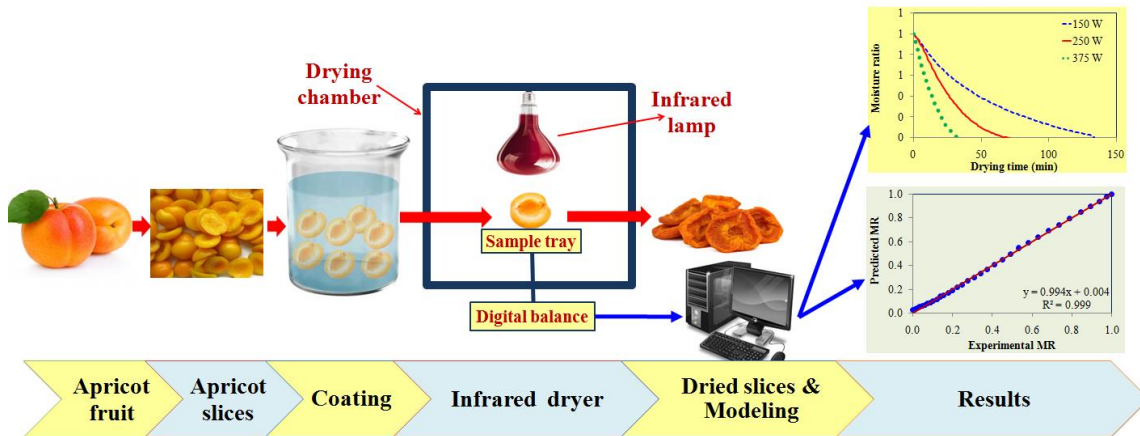 Drying
chamber
Infrared
lamp
Sample tray
Digital balance
Moisture ratio
1
1
1
1
0
0
0
0
50
100
150
Drying time (min)
150 W
250 W
375 W
Predicted MR
1.0
0.8
0.6
0.4
0.2
0.0
0.0
0.2
0.4
0.6
0.8
1.0
Experimental MR
y = 0.994x + 0.004
R² = 0.999
Apricot
fruit
Apricot
slices
Coating
Infrared dryer
Dried slices &
Modeling
Results